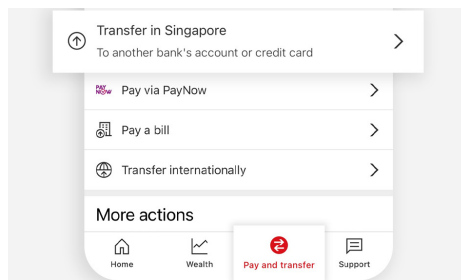 Transfer in Singapore
To another bank's account or credit card
PAY NOW Pay via PayNow
Pay a bill
Transfer internationally
More actions
Home Wealth Pay and transfer Support